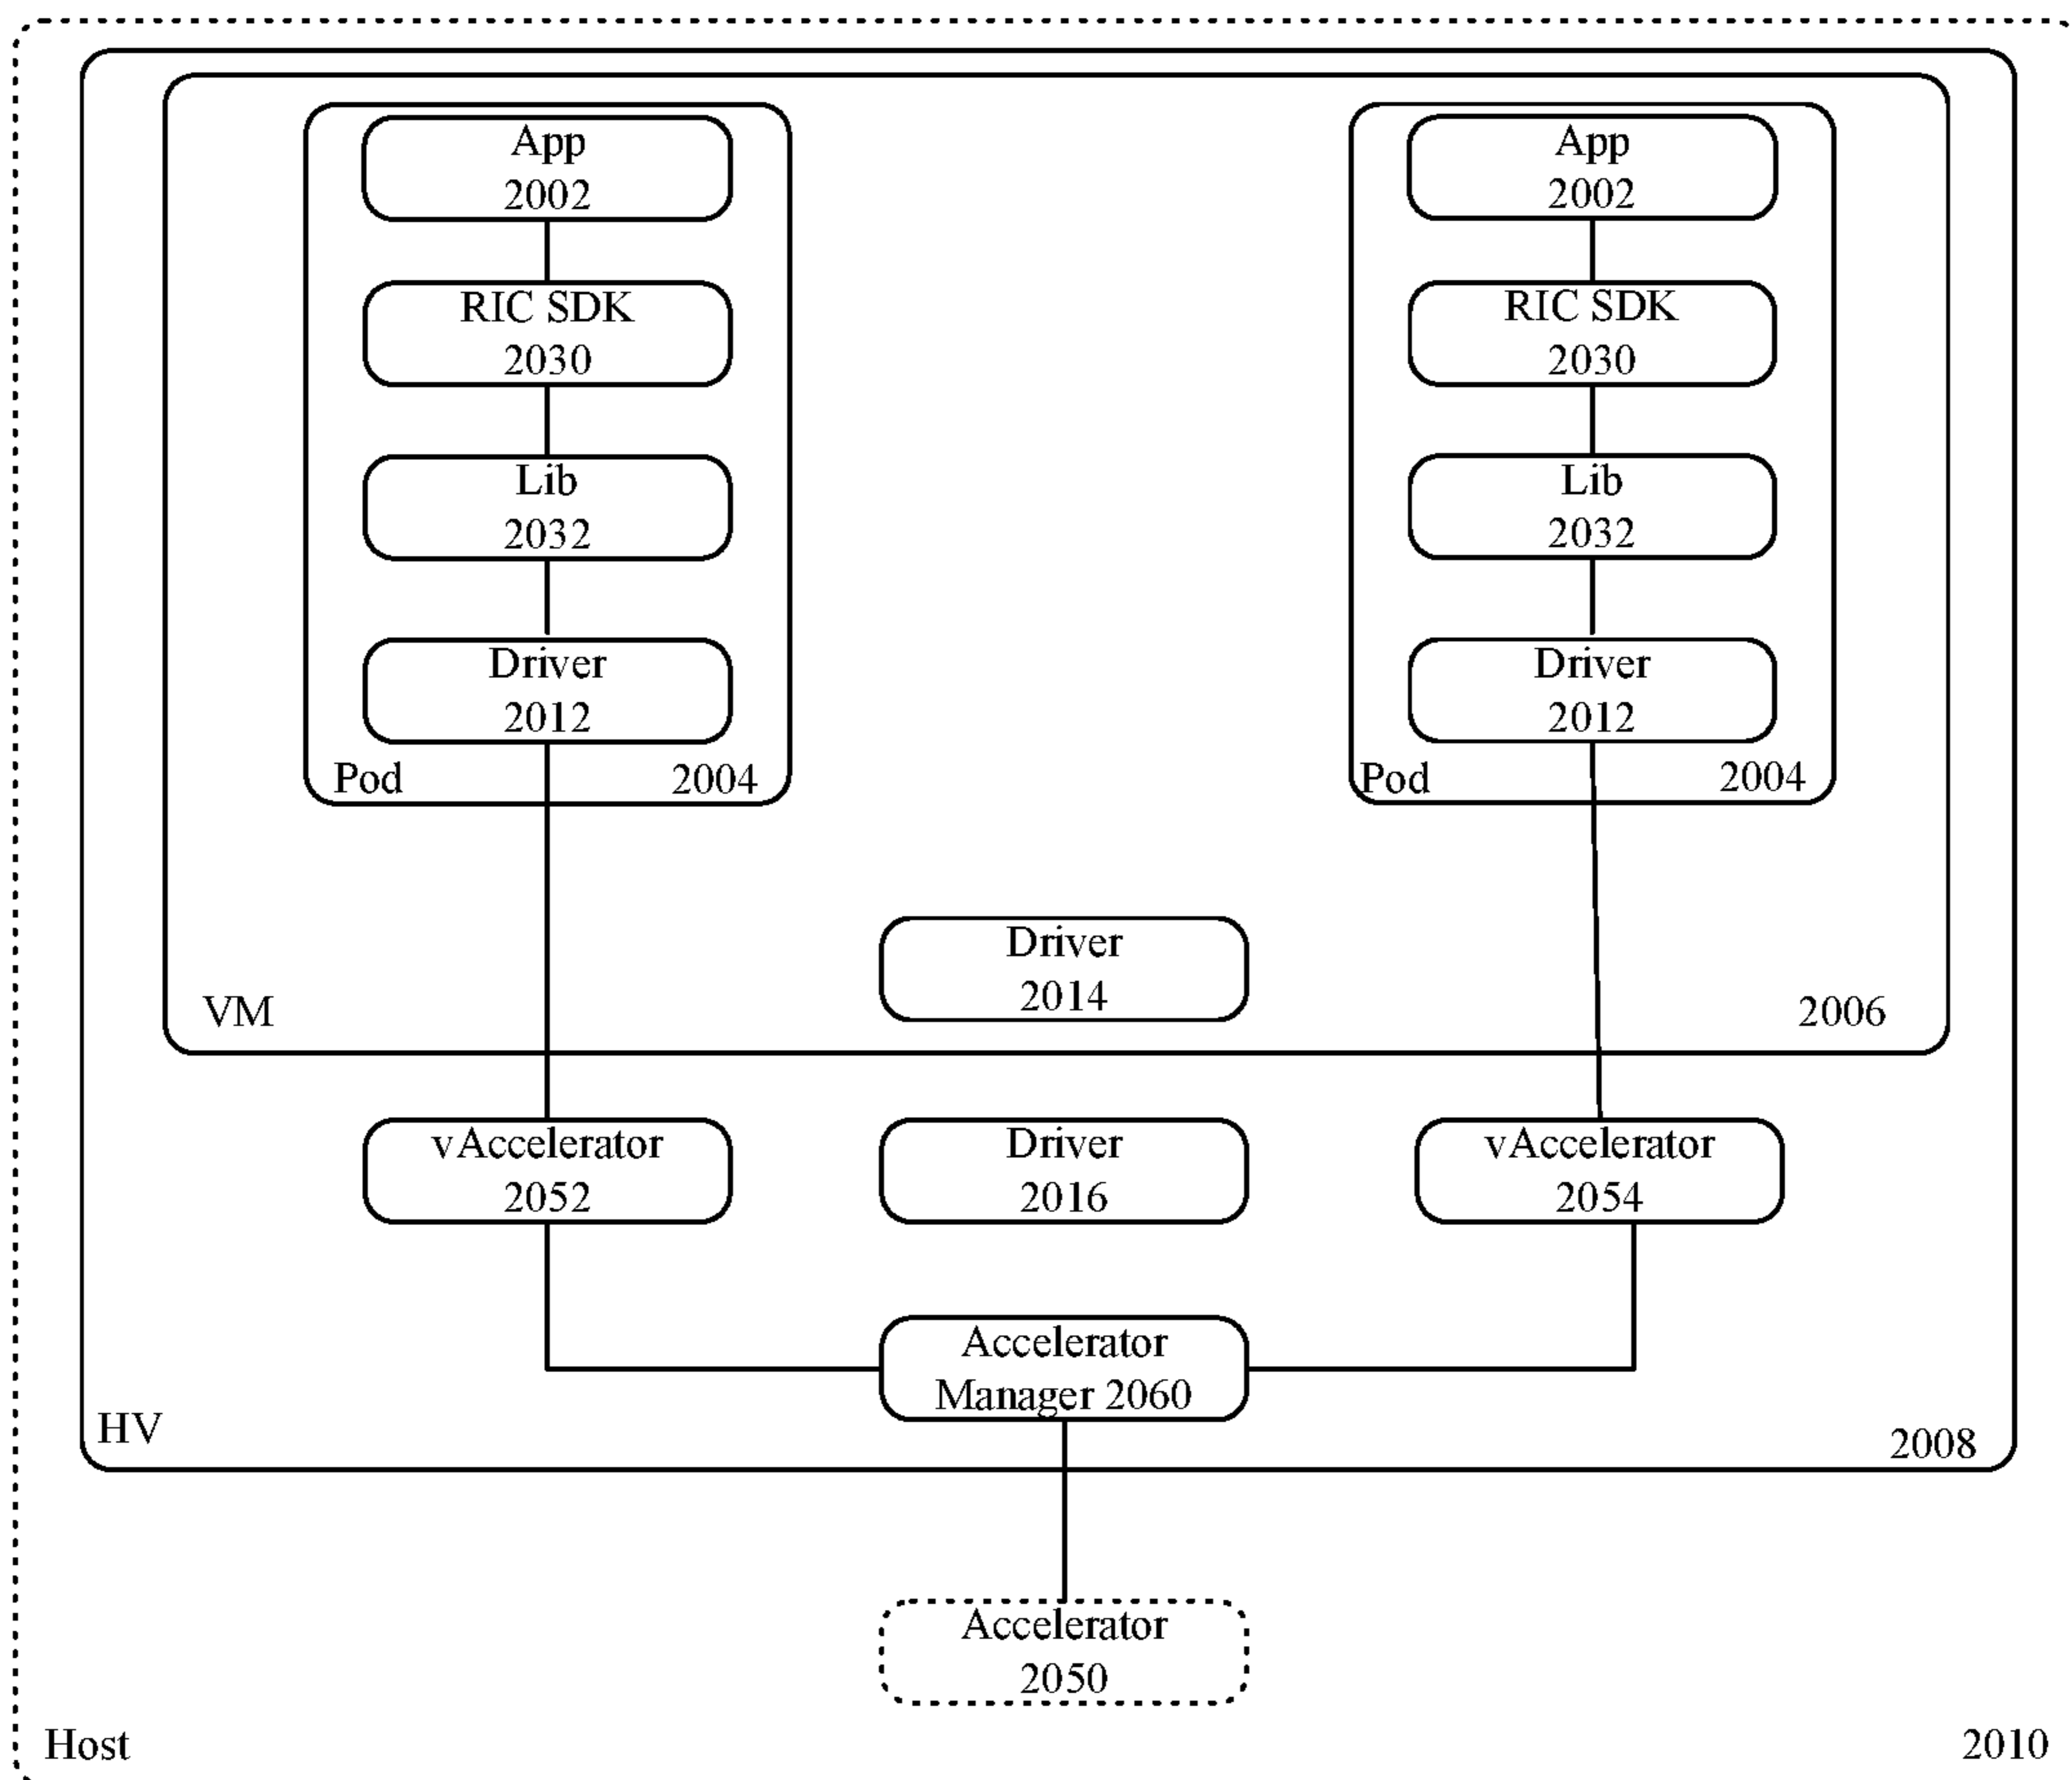 App
2002
App
2002
RIC SDK
2030
RIC SDK
2030
Lib
2032
Lib
2032
Driver
2012
Driver
2012
Pod 2004
Pod 2004
Driver
2014
VM 2006
vAccelerator
2052
Driver
2016
vAccelerator
2054
Accelerator
Manager 2060
HV 2008
Accelerator
2050
Host 2010